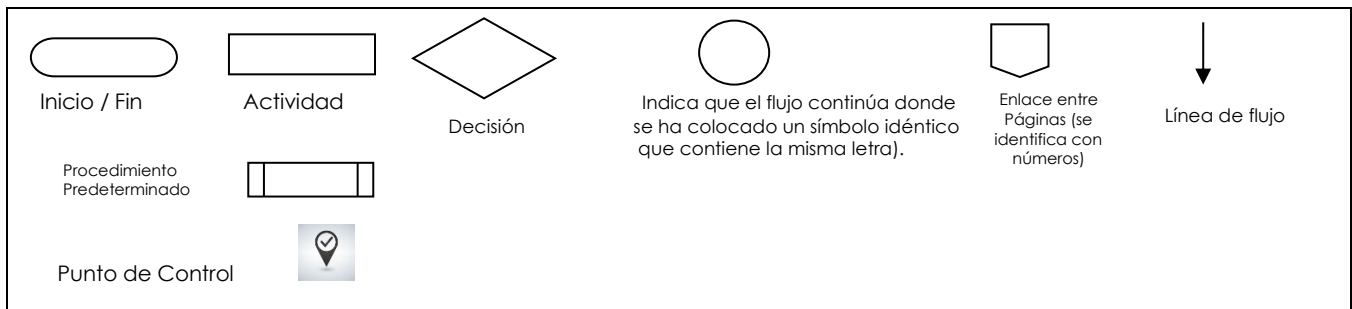 Inicio / Fin
Actividad
Decisión
Indica que el flujo continúa donde
se ha colocado un símbolo idéntico
que contiene la misma letra).
Enlace entre
Páginas (se
identifica con
números)
Línea de flujo
Procedimiento
Predeterminado
Punto de Control